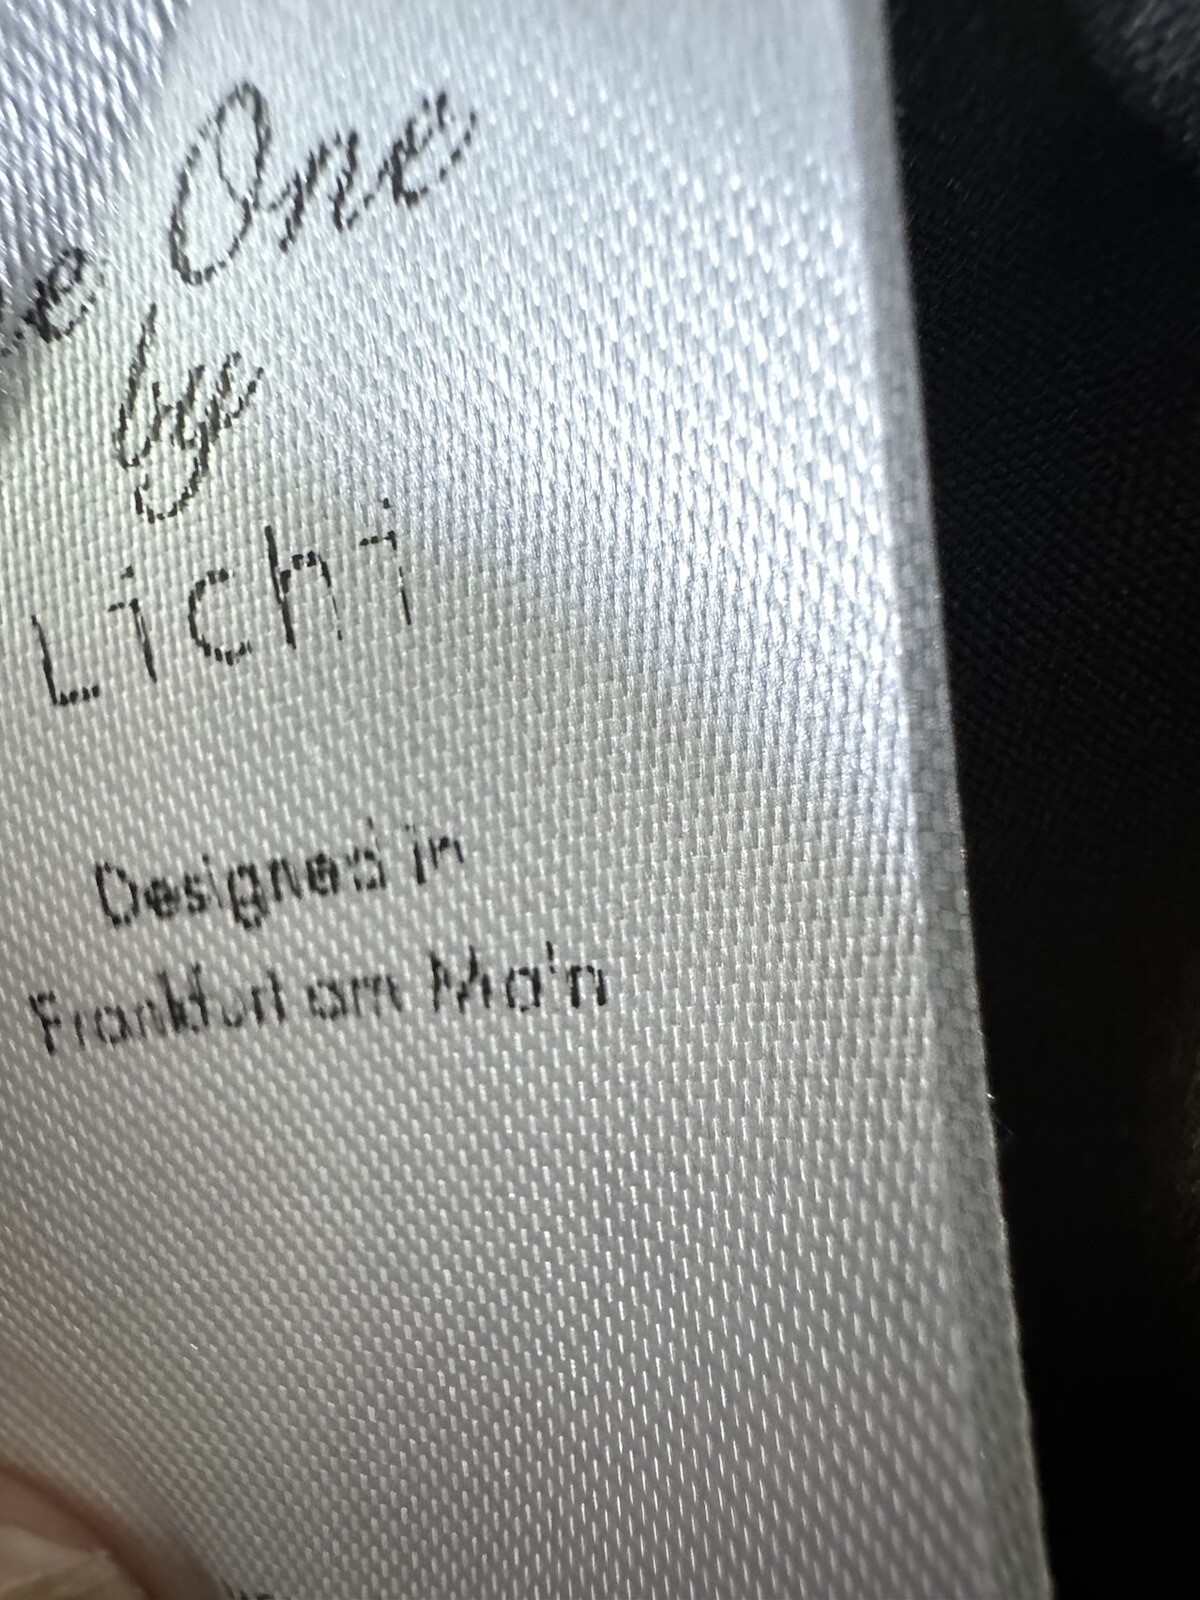 One
by
Lichi
Designed in
Frankfurt am Main